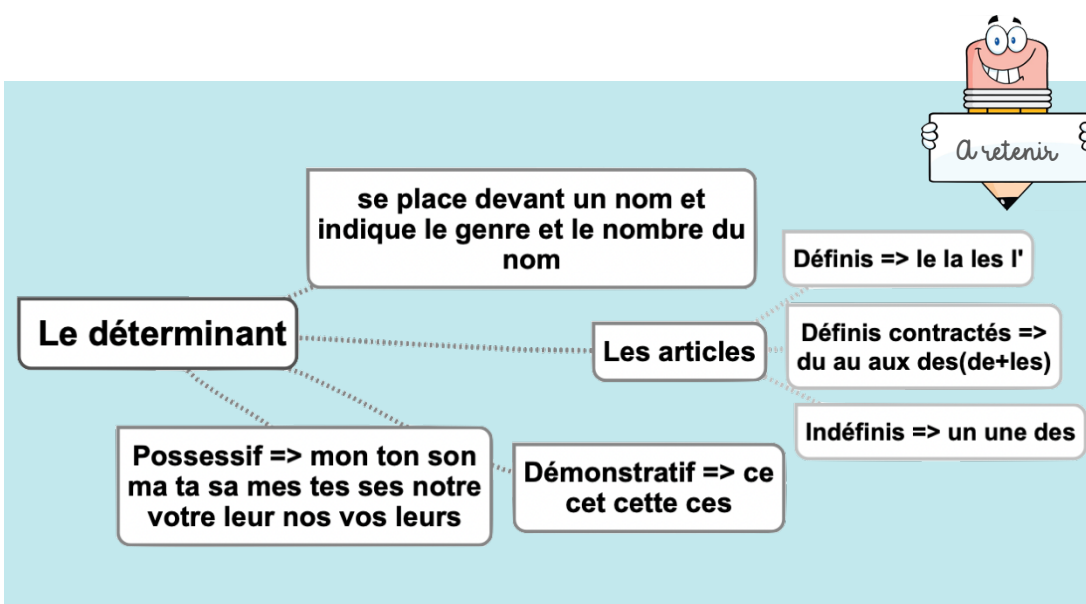 A retenir
se place devant un nom et
indique le genre et le nombre du
nom
Le déterminant
Les articles
Définis => le la les l'
Définis contractés =>
du au aux des(de+les)
Indéfinis => un une des
Possessif => mon ton son
ma ta sa mes tes ses notre
votre leur nos vos leurs
Démonstratif => ce
cet cette ces